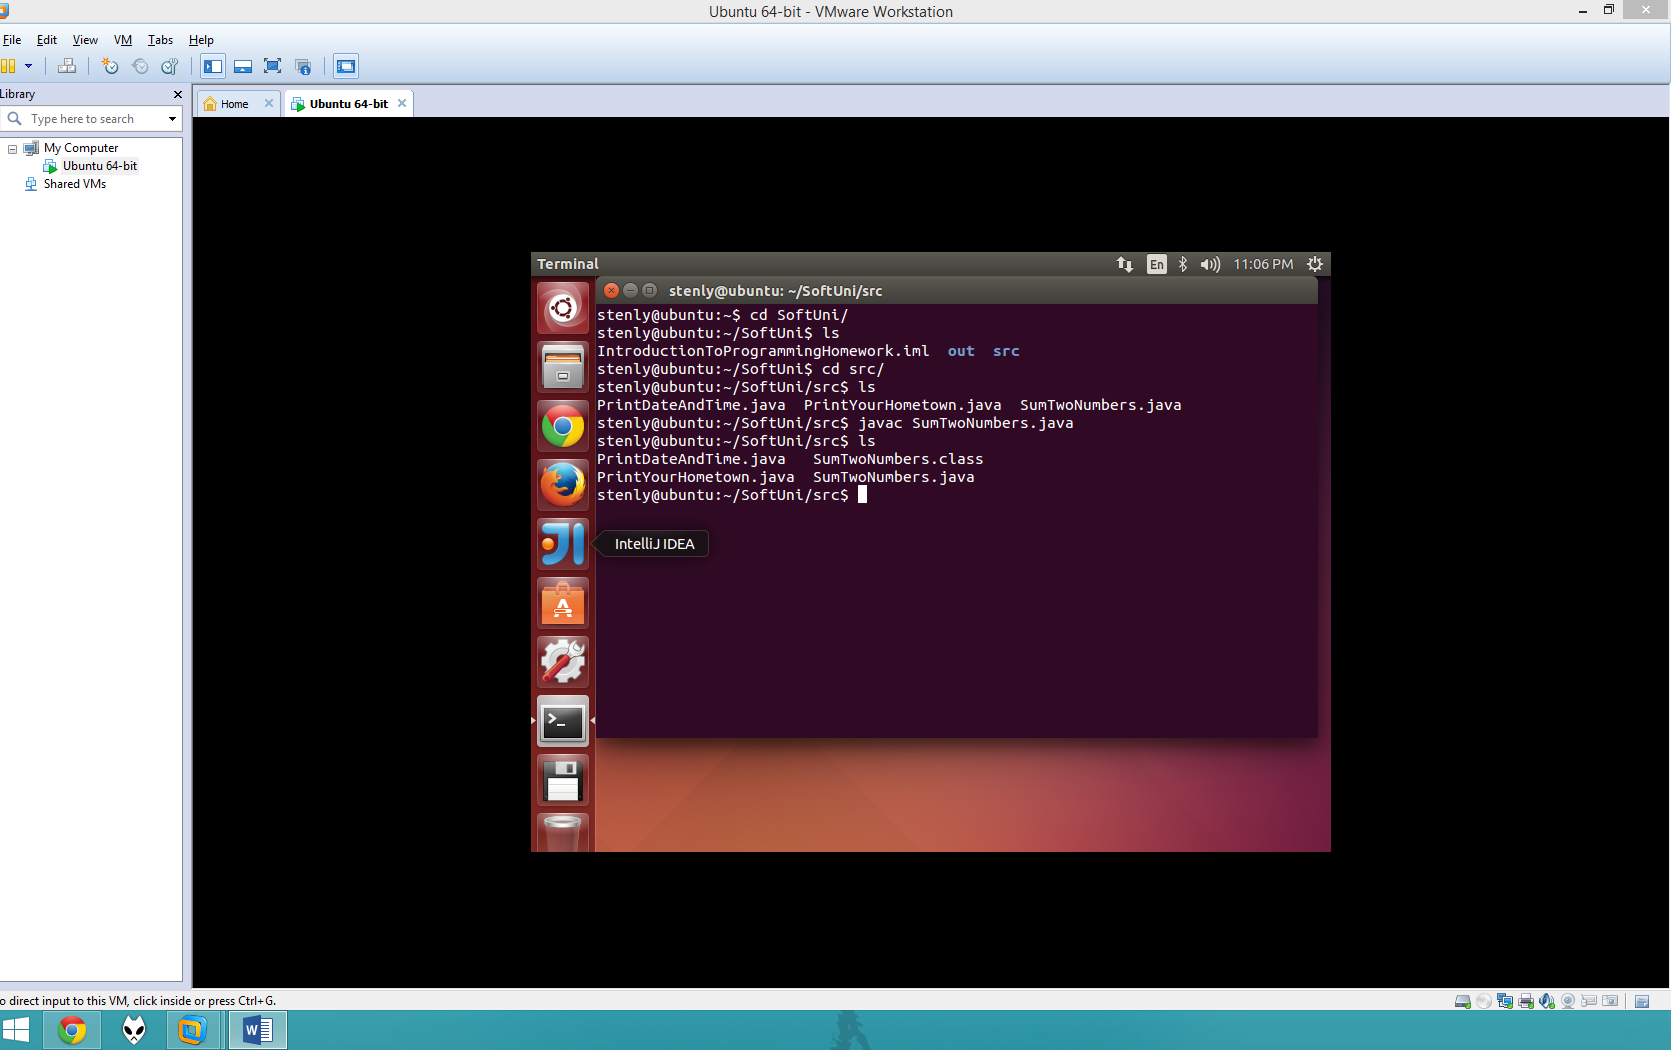 Ubuntu 64-bit - VMware Workstation
File Edit View VM Tabs Help
Library
Home
Ubuntu 64-bit
Type here to search
My Computer
Ubuntu 64-bit
Shared VMs
Terminal
En
11:06 PM
stenly@ubuntu: ~/SoftUni/src
stenly@ubuntu:~$ cd SoftUni/
stenly@ubuntu:~/SoftUni$ ls
IntroductionToProgrammingHomework.iml out src
stenly@ubuntu:~/SoftUni$ cd src/
stenly@ubuntu:~/SoftUni/src$ ls
PrintDateAndTime.java PrintYourHometown.java SumTwoNumbers.java
stenly@ubuntu:~/SoftUni/src$ javac SumTwoNumbers.java
stenly@ubuntu:~/SoftUni/src$ ls
PrintDateAndTime.java SumTwoNumbers.class
PrintYourHometown.java SumTwoNumbers.java
stenly@ubuntu:~/SoftUni/src$
IntelliJ IDEA
o direct input to this VM, click inside or press Ctrl+G.